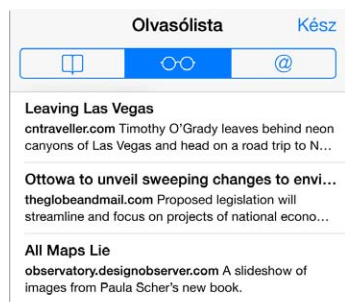 Olvasólista
Kész
@
Leaving Las Vegas
cntraveller.com Timothy O'Grady leaves behind neon
canyons of Las Vegas and head on a road trip to N...
Ottowa to unveil sweeping changes to envi...
theglobeandmail.com Proposed legislation will
streamline and focus on projects of national econo...
All Maps Lie
observatory.designobserver.com A slideshow of
images from Paula Scher's new book.